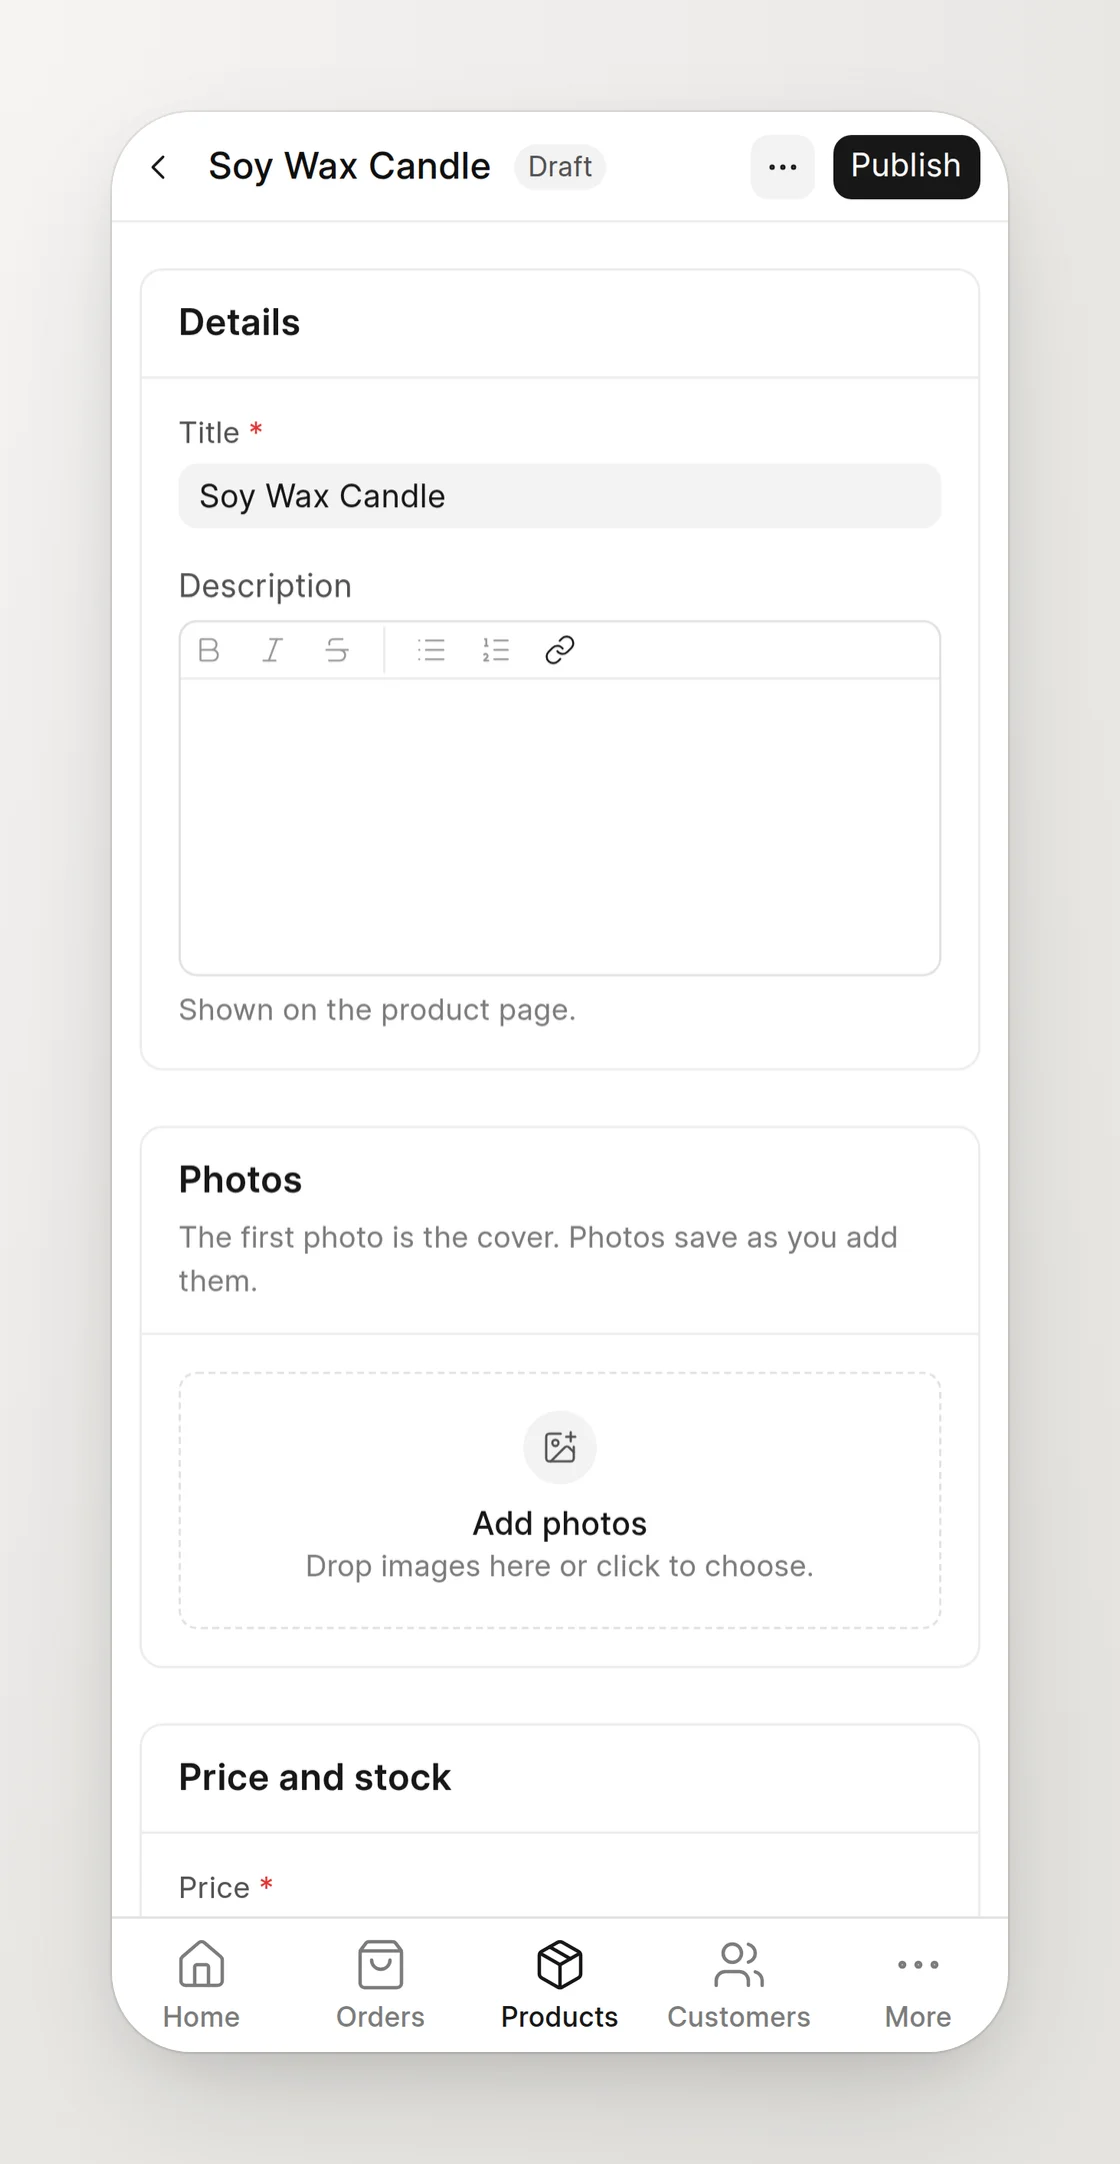 Soy Wax Candle
Draft
Publish
Details
Title *
Soy Wax Candle
Description
Shown on the product page.
Photos
The first photo is the cover. Photos save as you add
them.
Add photos
Drop images here or click to choose.
Price and stock
Price *
Home
Orders
Products
Customers
More